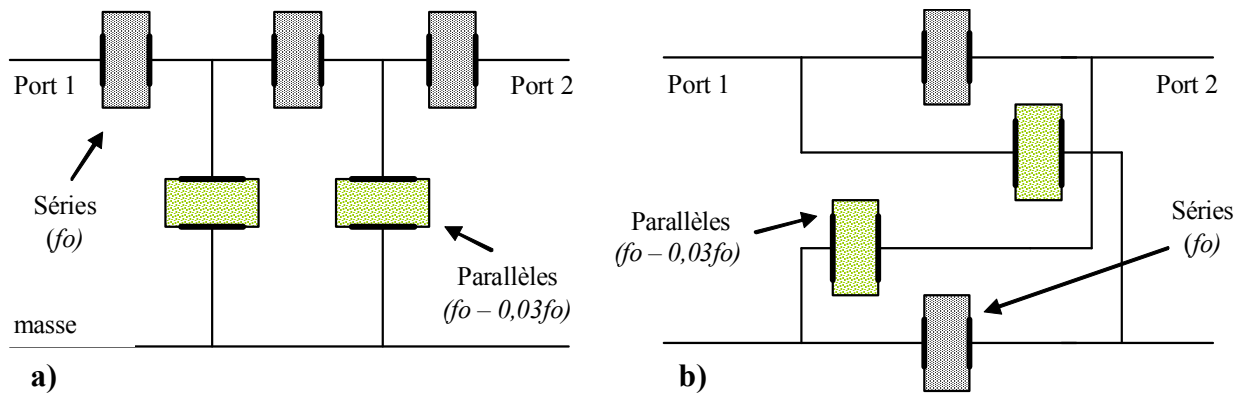 Port 1
Port 2
Séries
(fo)
Parallèles
(fo – 0,03fo)
masse
a)
Port 1
Port 2
Parallèles
(fo – 0,03fo)
Séries
(fo)
b)